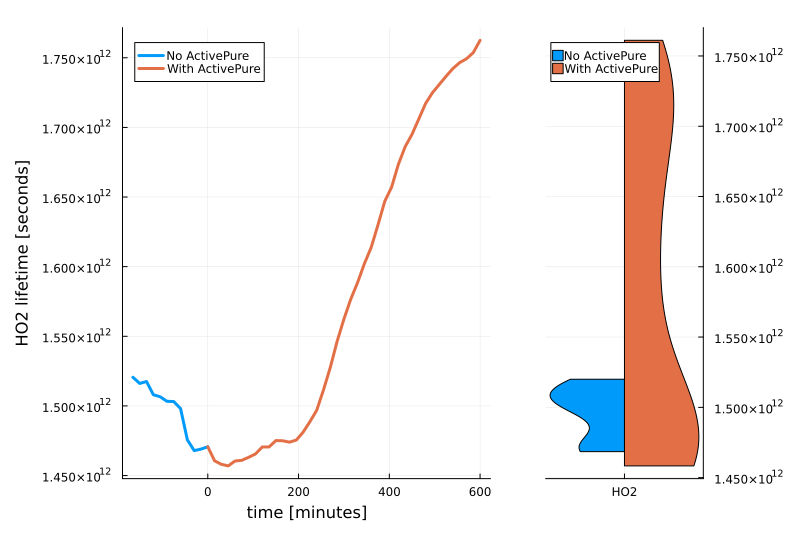 No ActivePure
With ActivePure
1.750×10¹²
1.700×10¹²
1.650×10¹²
1.600×10¹²
1.550×10¹²
1.500×10¹²
1.450×10¹²
HO2 lifetime [seconds]
0 200 400 600
time [minutes]
No ActivePure
With ActivePure
1.750×10¹²
1.700×10¹²
1.650×10¹²
1.600×10¹²
1.550×10¹²
1.500×10¹²
1.450×10¹²
HO2